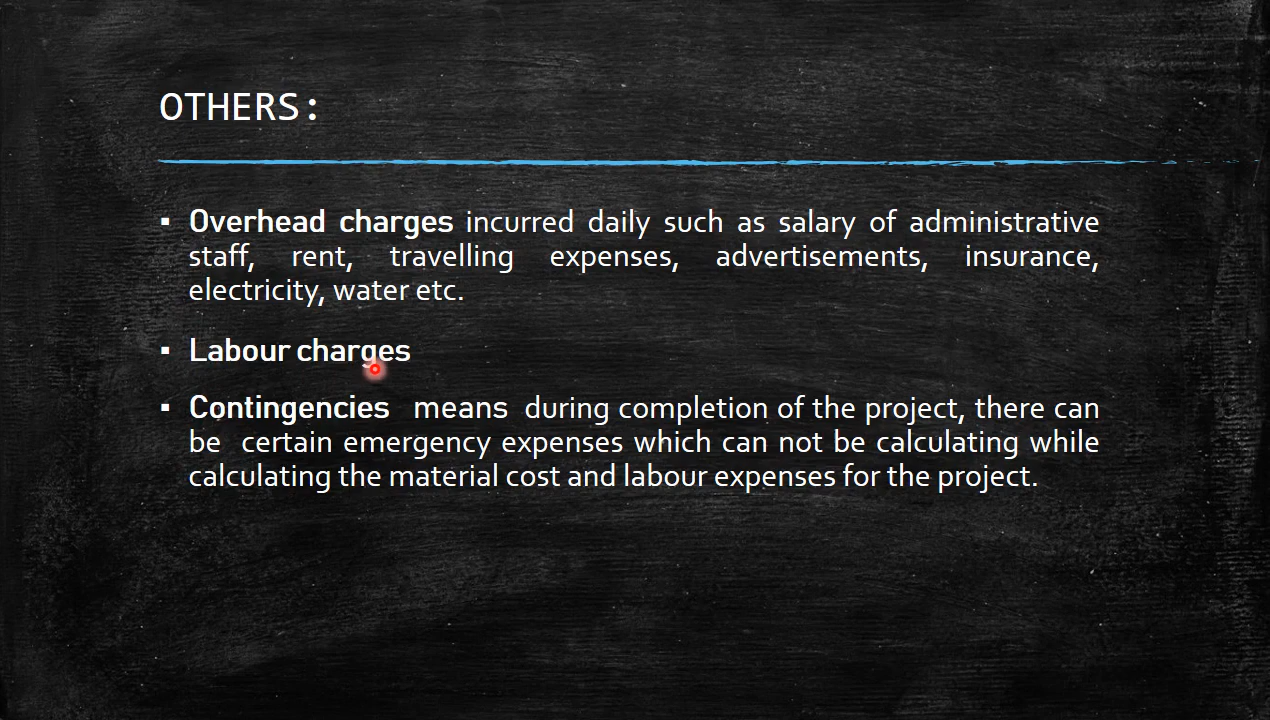 OTHERS:
▪ Overhead charges incurred daily such as salary of administrative
staff, rent, travelling expenses, advertisements, insurance,
electricity, water etc.
▪ Labour charges
▪ Contingencies means during completion of the project, there can
be certain emergency expenses which can not be calculating while
calculating the material cost and labour expenses for the project.